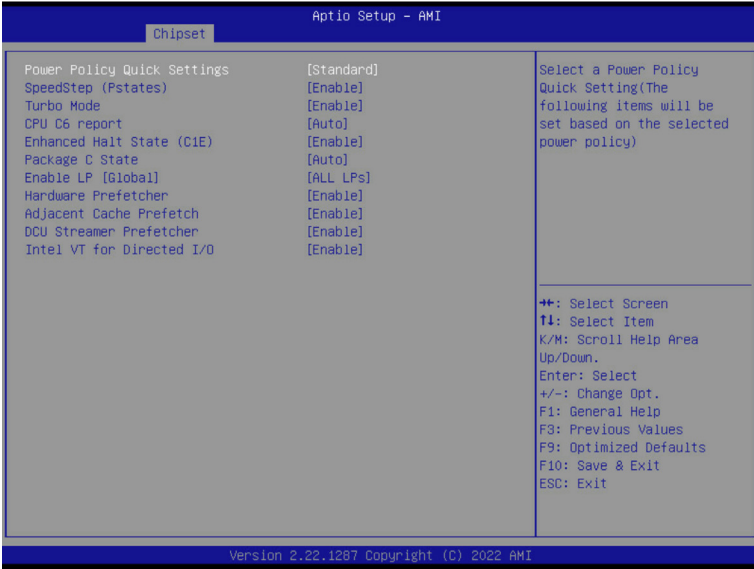 Aptio Setup – AMI
Chipset
Power Policy Quick Settings [Standard]
SpeedStep (Pstates) [Enable]
Turbo Mode [Enable]
CPU C6 report [Auto]
Enhanced Halt State (C1E) [Enable]
Package C State [Auto]
Enable LP [Global] [ALL LPs]
Hardware Prefetcher [Enable]
Adjacent Cache Prefetch [Enable]
DCU Streamer Prefetcher [Enable]
Intel VT for Directed I/O [Enable]
Select a Power Policy
Quick Setting(The
following items will be
set based on the selected
power policy)
→←: Select Screen
↑↓: Select Item
K/M: Scroll Help Area
Up/Down.
Enter: Select
+/-: Change Opt.
F1: General Help
F3: Previous Values
F9: Optimized Defaults
F10: Save & Exit
ESC: Exit
Version 2.22.1287 Copyright (C) 2022 AMI